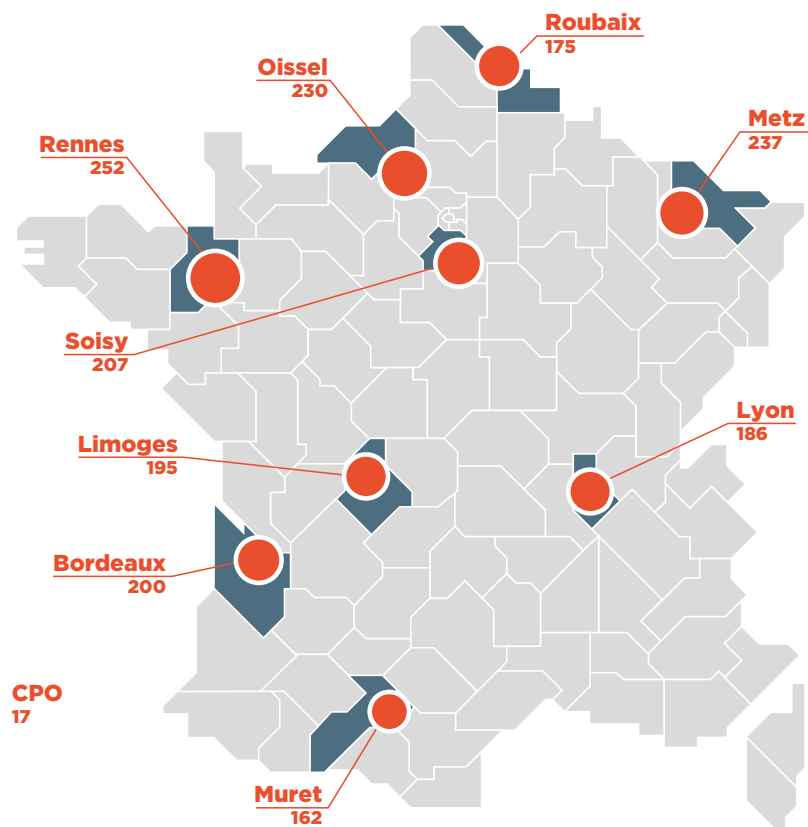 Roubaix
175
Oissel
230
Metz
237
Rennes
252
Soisy
207
Lyon
186
Limoges
195
Bordeaux
200
CPO
17
Muret
162